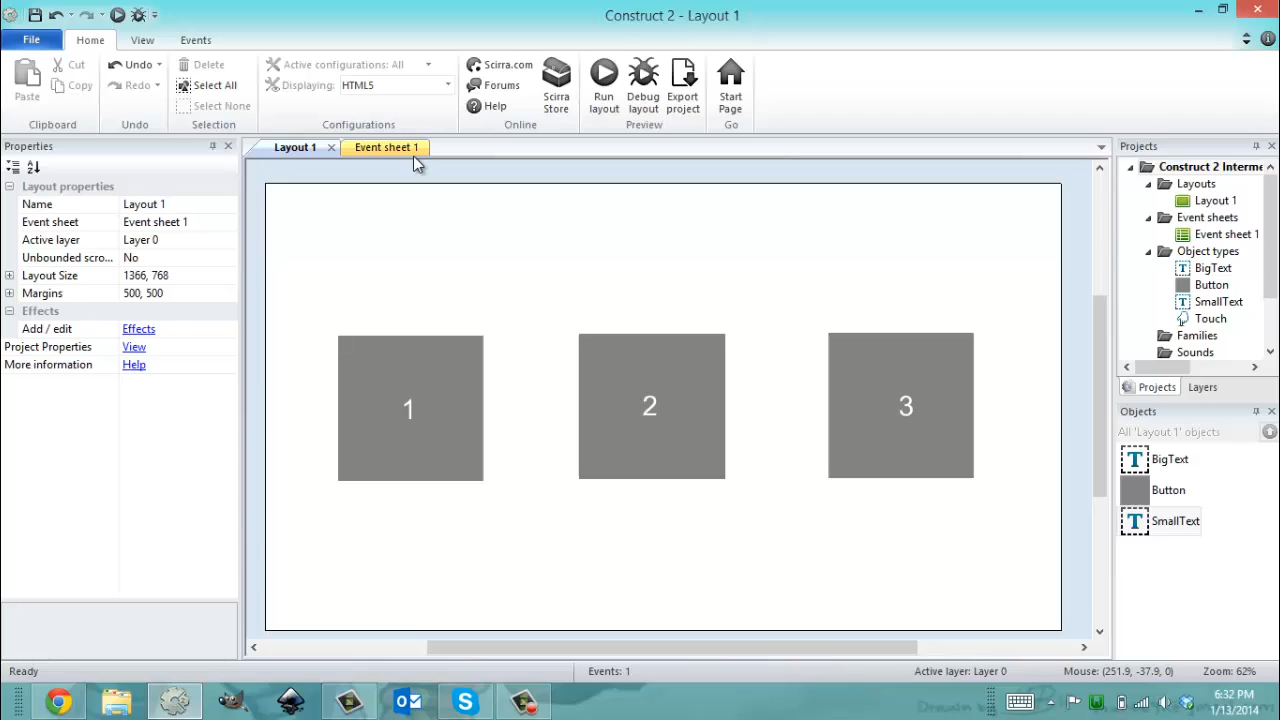 Construct 2 - Layout 1
File Home View Events
Paste Cut Copy
Clipboard
Undo Redo
Undo
Delete Select All Select None
Selection
Active configurations: All
Displaying: HTML5
Configurations
Scirra.com Forums Help
Scirra Store
Online
Run layout Debug layout Export project
Preview
Start Page
Go
Properties
Layout 1 Event sheet 1
Projects
Layout properties
Name Layout 1
Event sheet Event sheet 1
Active layer Layer 0
Unbounded scro... No
Layout Size 1366, 768
Margins 500, 500
Effects
Add / edit Effects
Project Properties View
More information Help
1 2 3
Construct 2 Interme
Layouts
Layout 1
Event sheets
Event sheet 1
Object types
BigText
Button
SmallText
Touch
Families
Sounds
Projects Layers
Objects
All 'Layout 1' objects
BigText
Button
SmallText
Ready Events: 1 Active layer: Layer 0 Mouse: (251.9, -37.9, 0) Zoom: 62%
6:32 PM
1/13/2014